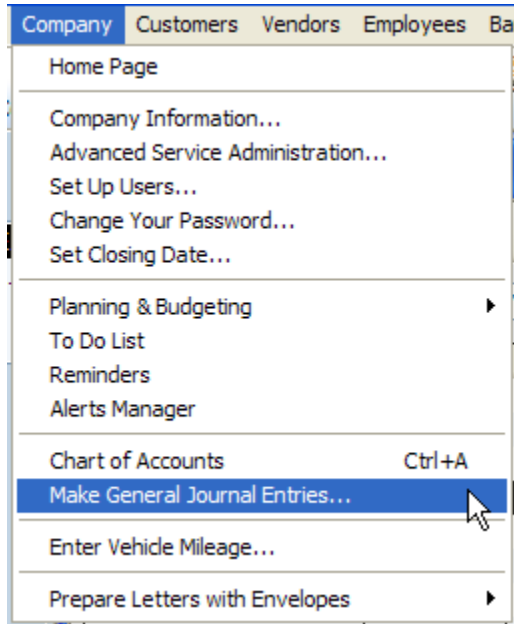 Company Customers Vendors Employees Ba
Home Page
Company Information...
Advanced Service Administration...
Set Up Users...
Change Your Password...
Set Closing Date...
Planning & Budgeting
To Do List
Reminders
Alerts Manager
Chart of Accounts Ctrl+A
Make General Journal Entries...
Enter Vehicle Mileage...
Prepare Letters with Envelopes